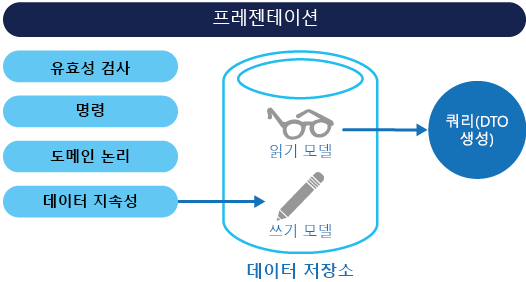 프레젠테이션
유효성 검사
명령
도메인 논리
데이터 지속성
읽기 모델
쓰기 모델
데이터 저장소
쿼리(DTO
생성)